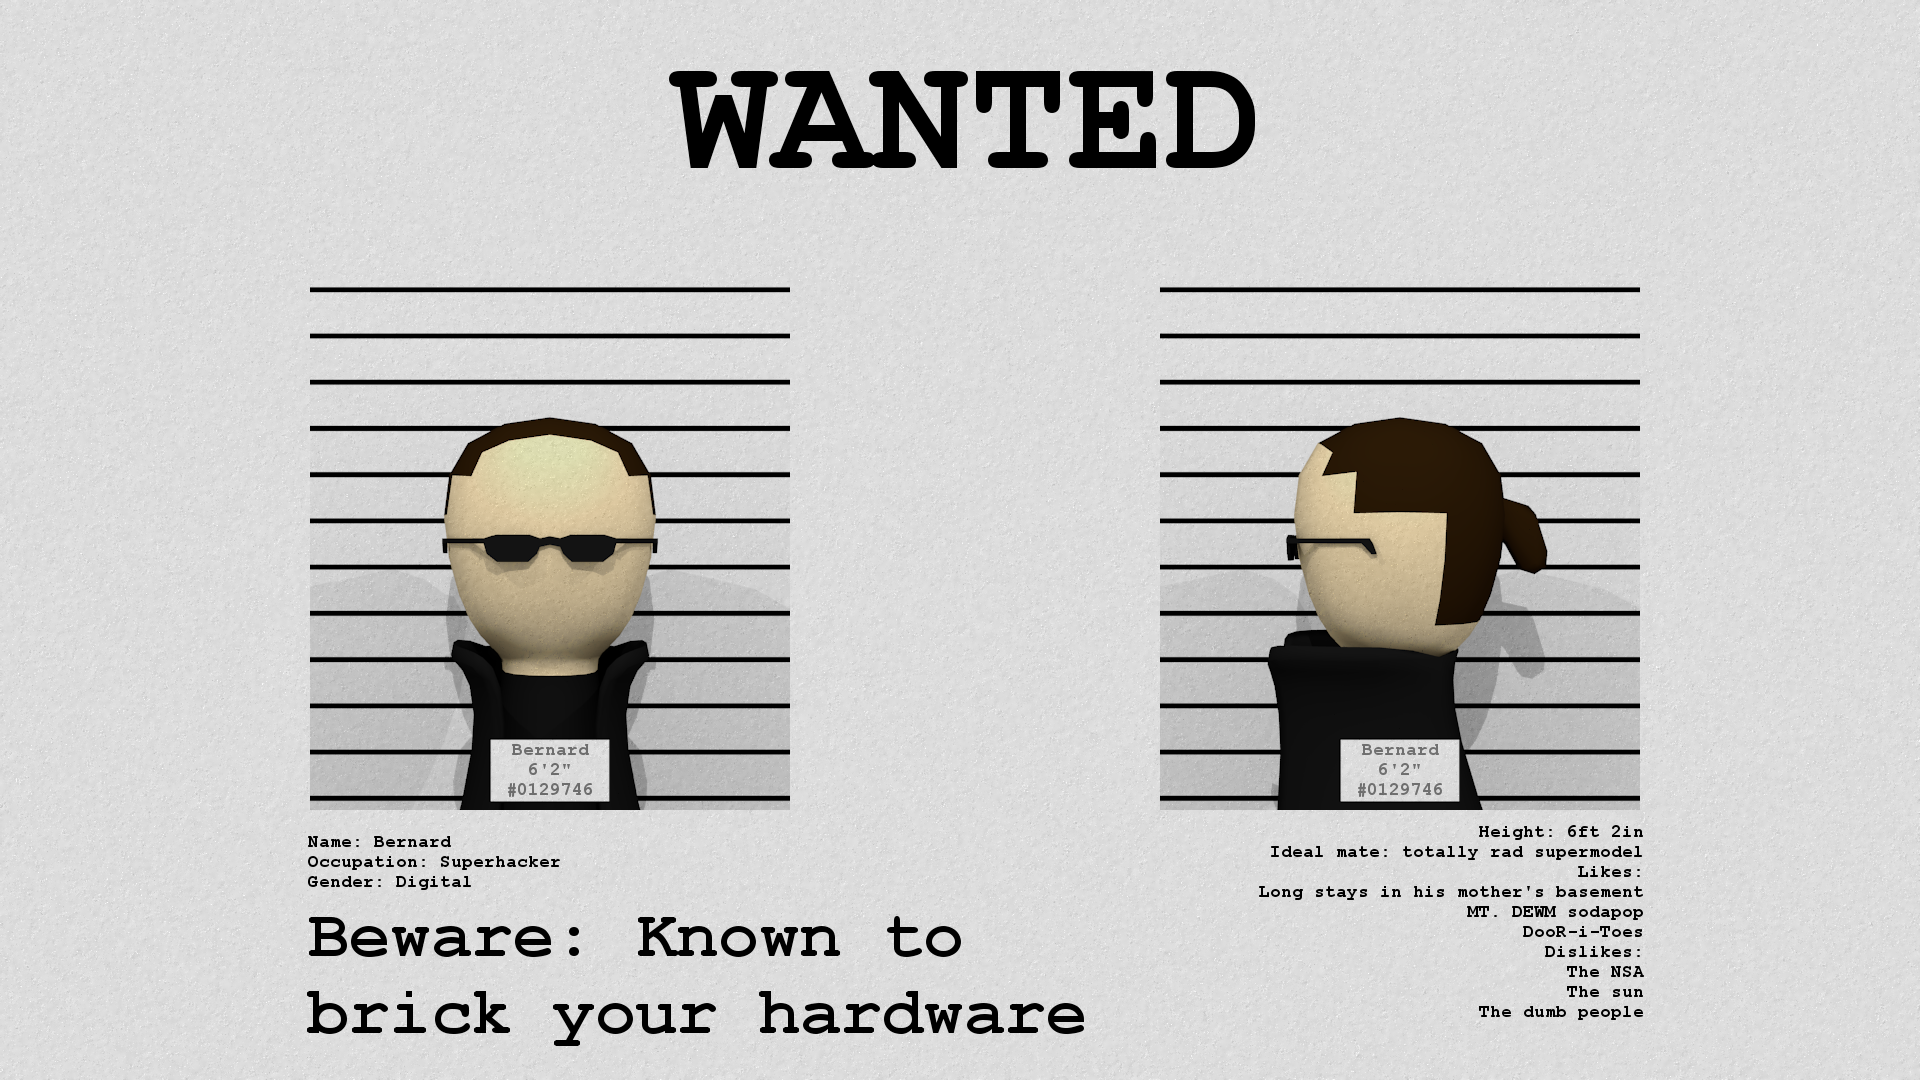 WANTED
Bernard
6'2"
#0129746
Bernard
6'2"
#0129746
Name: Bernard
Occupation: Superhacker
Gender: Digital
Beware: Known to
brick your hardware
Height: 6ft 2in
Ideal mate: totally rad supermodel
Likes:
Long stays in his mother's basement
MT. DEWM sodapop
DooR-i-Toes
Dislikes:
The NSA
The sun
The dumb people